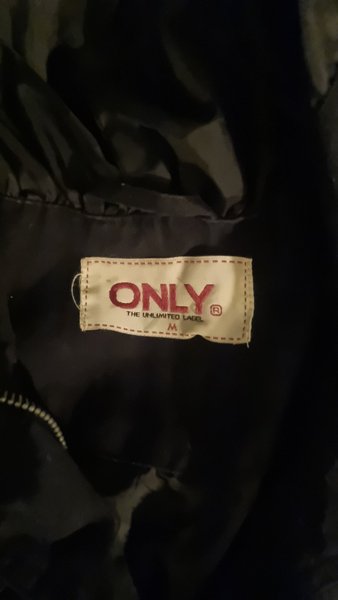 ONLY ®
THE UNLIMITED LABEL
M